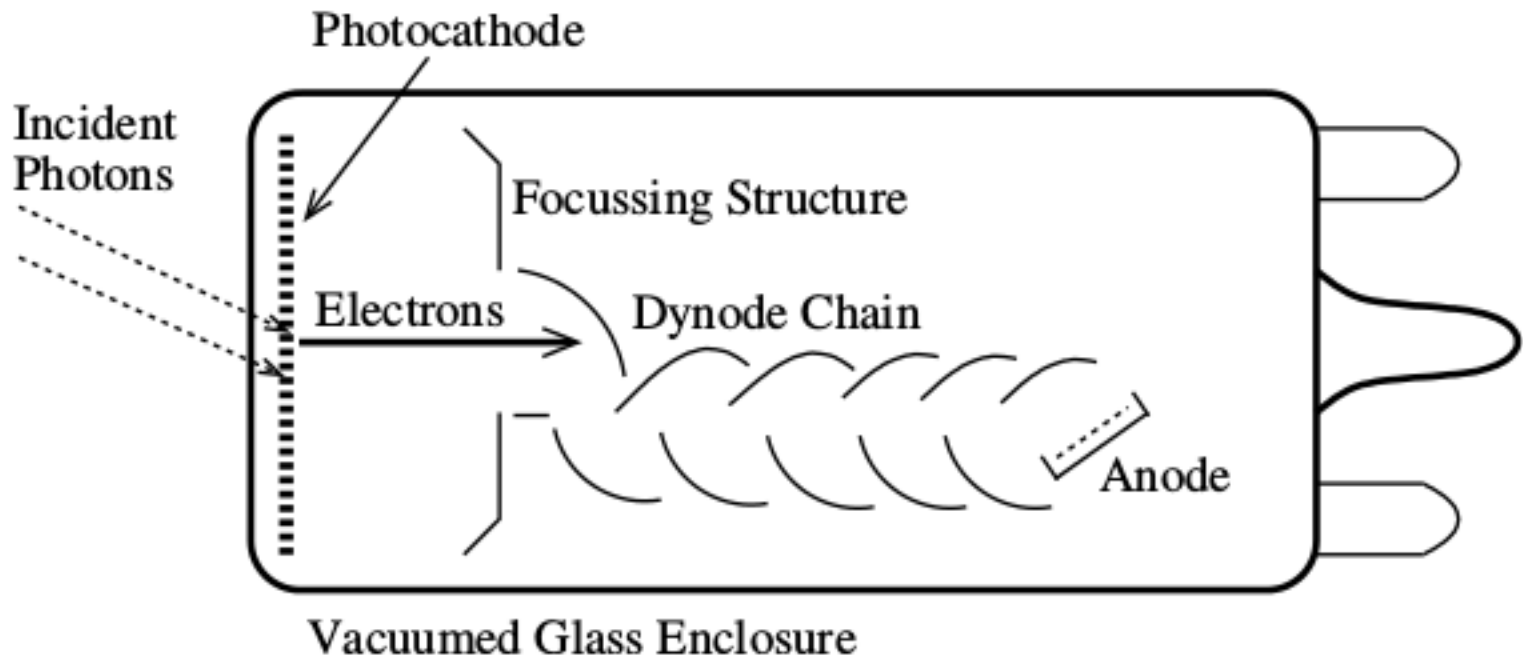 Photocathode
Incident
Photons
Focussing Structure
Electrons
Dynode Chain
Anode
Vacuumed Glass Enclosure